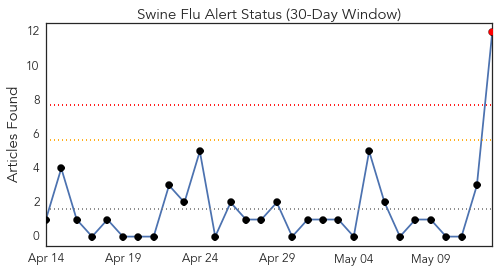 Swine Flu Alert Status (30-Day Window)
Articles Found
12
10
8
6
4
2
0
Apr 14
Apr 19
Apr 24
Apr 29
May 04
May 09